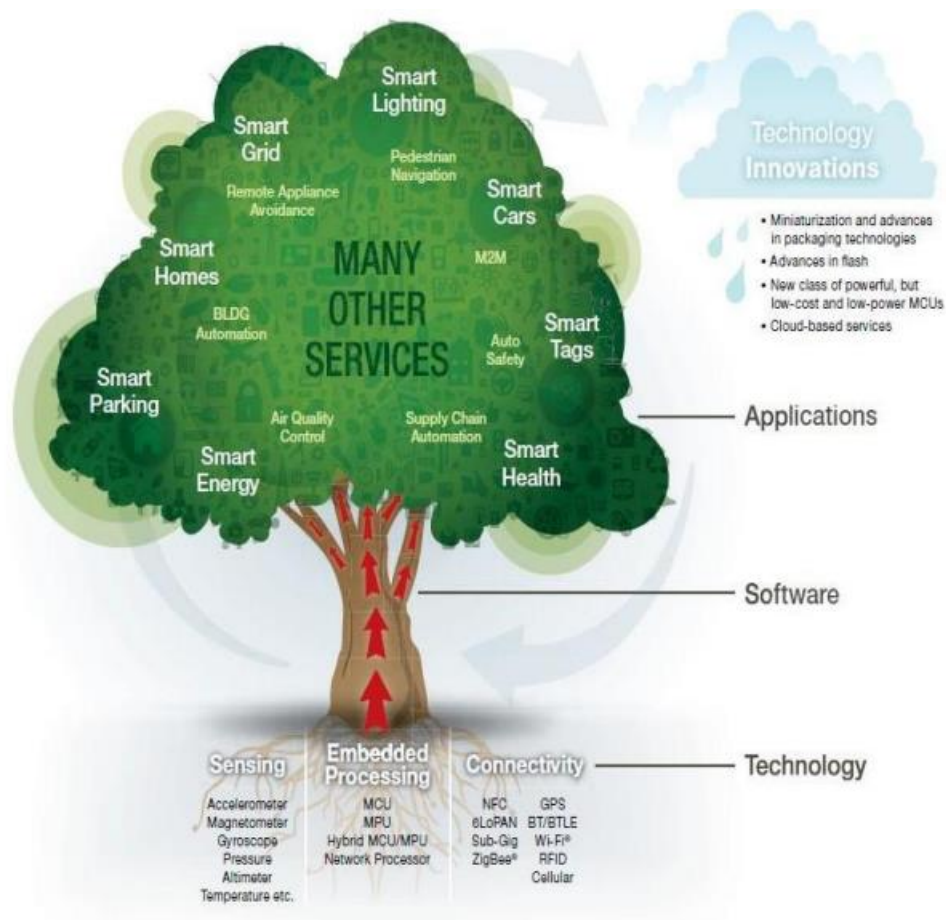 Smart
Lighting
Smart
Grid
Pedestrian
Navigation
Remote Appliance
Avoidance
Smart
Cars
Smart
Homes
MANY
OTHER
SERVICES
M2M
BLDG
Automation
Auto
Safety
Smart
Tags
Smart
Parking
Air Quality
Control
Supply Chain
Automation
Smart
Energy
Smart
Health
Technology
Innovations
• Miniaturization and advances
in packaging technologies
• Advances in flash
• New class of powerful, but
low-cost and low-power MCUs
• Cloud-based services
Applications
Software
Technology
Sensing
Accelerometer
Magnetometer
Gyroscope
Pressure
Altimeter
Temperature etc.
Embedded
Processing
MCU
MPU
Hybrid MCU/MPU
Network Processor
Connectivity
NFC GPS
6LoPAN BT/BTLE
Sub-Gig Wi-Fi®
ZigBee® RFID
Cellular